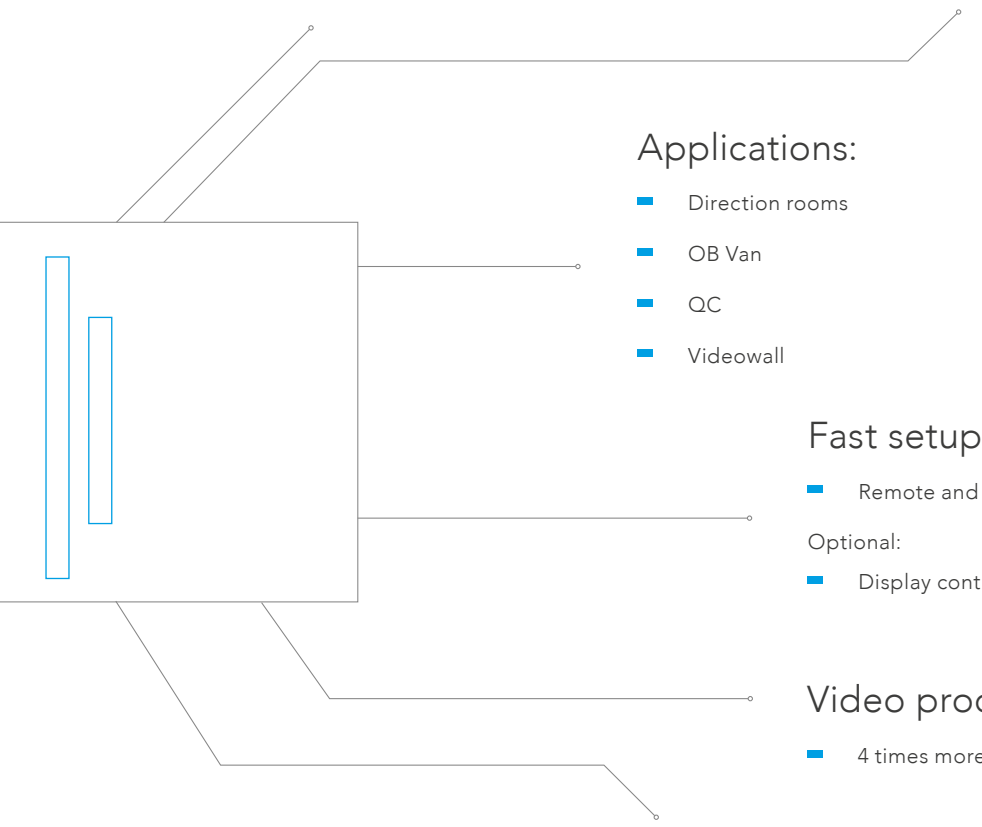 Applications:
Direction rooms
OB Van
QC
Videowall
Fast setup
Remote and
Optional:
Display cont
Video proc
4 times more